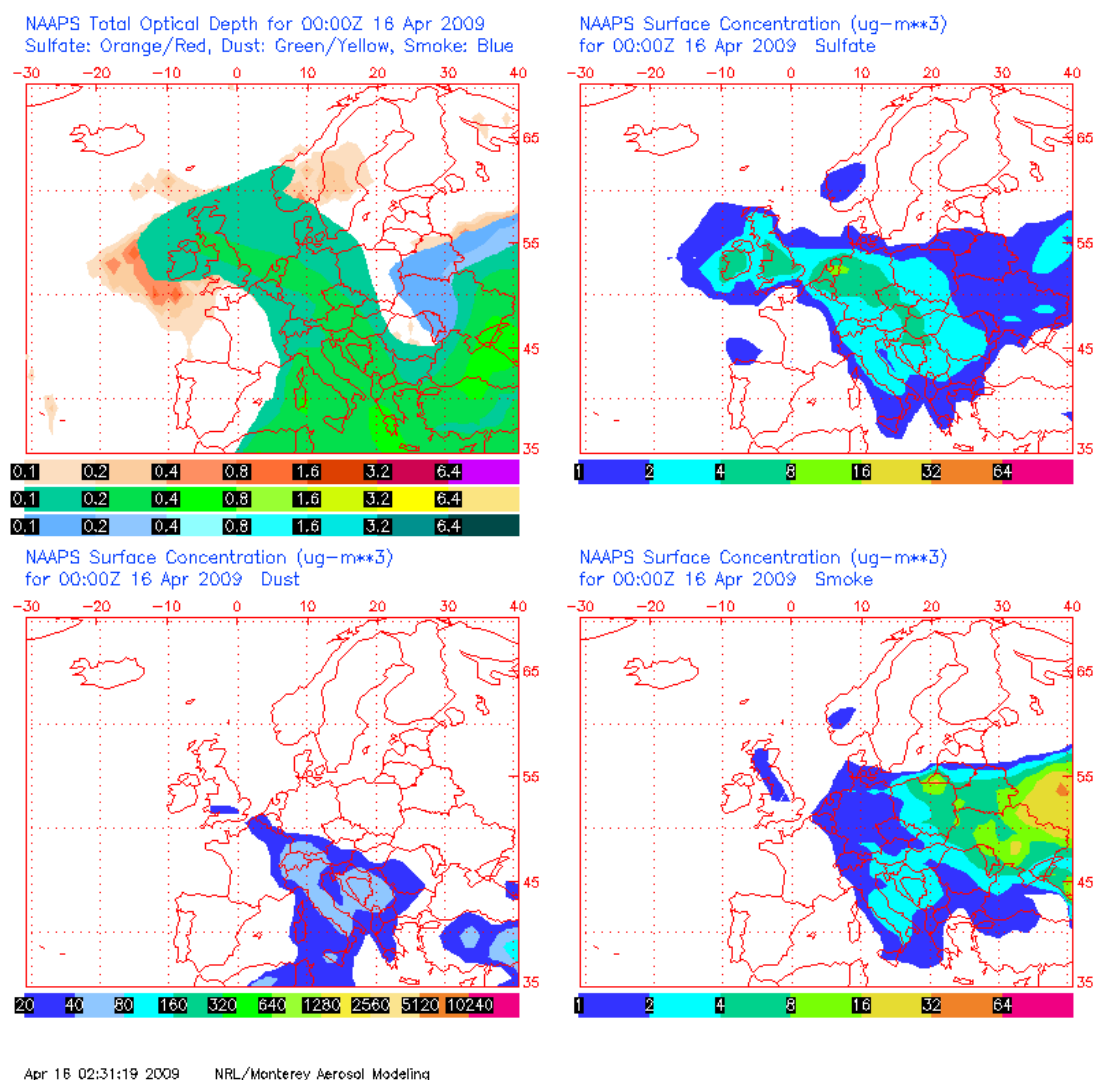 NAAPS Total Optical Depth for 00:00Z 16 Apr 2009
Sulfate: Orange/Red, Dust: Green/Yellow, Smoke: Blue
-30 -20 -10 0 10 20 30 40
65
55
45
35
0.1 0.2 0.4 0.8 1.6 3.2 6.4
0.1 0.2 0.4 0.8 1.6 3.2 6.4
0.1 0.2 0.4 0.8 1.6 3.2 6.4
NAAPS Surface Concentration (ug-m**3)
for 00:00Z 16 Apr 2009 Sulfate
-30 -20 -10 0 10 20 30 40
65
55
45
35
1 2 4 8 16 32 64
NAAPS Surface Concentration (ug-m**3)
for 00:00Z 16 Apr 2009 Dust
-30 -20 -10 0 10 20 30 40
65
55
45
35
20 40 80 160 320 640 1280 2560 5120 10240
NAAPS Surface Concentration (ug-m**3)
for 00:00Z 16 Apr 2009 Smoke
-30 -20 -10 0 10 20 30 40
65
55
45
35
1 2 4 8 16 32 64
Apr 16 02:31:19 2009 NRL/Monterey Aerosol Modeling